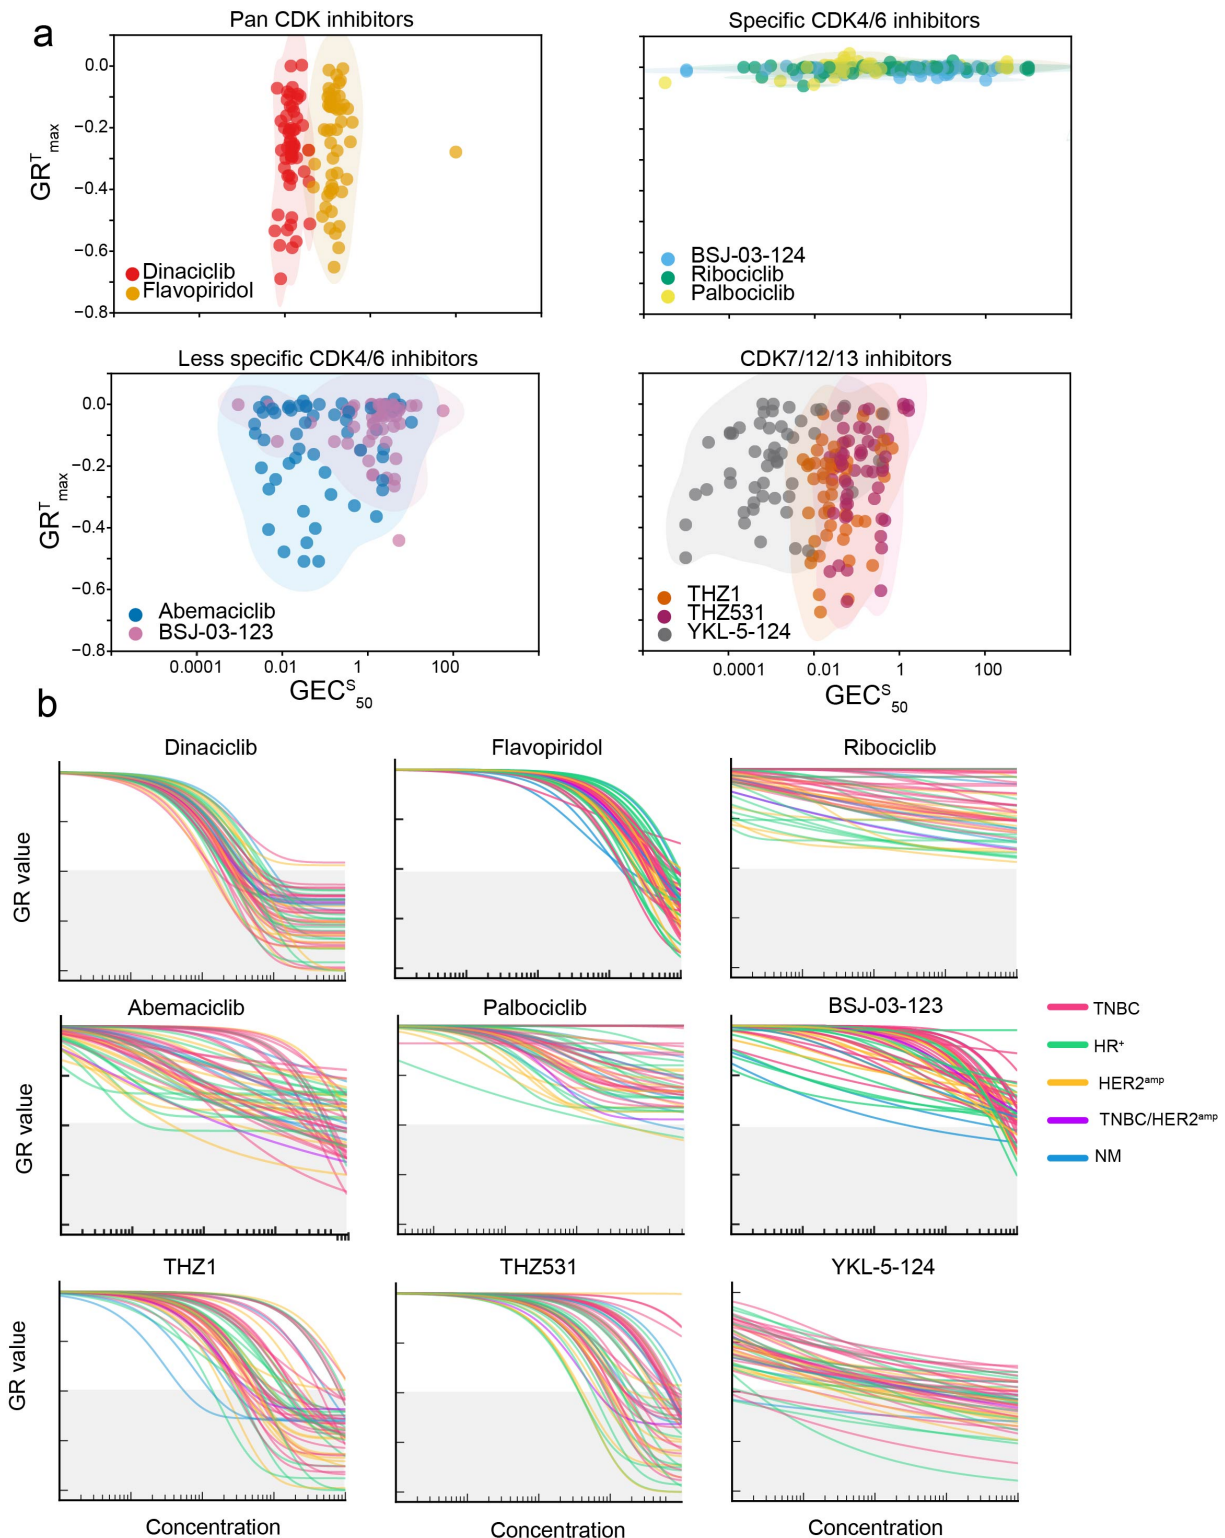 a
Pan CDK inhibitors
Specific CDK4/6 inhibitors
GRᵀmax
0.0
−0.2
−0.4
−0.6
−0.8
Dinaciclib
Flavopiridol
BSJ-03-124
Ribociclib
Palbociclib
Less specific CDK4/6 inhibitors
CDK7/12/13 inhibitors
GRᵀmax
0.0
−0.2
−0.4
−0.6
−0.8
Abemaciclib
BSJ-03-123
THZ1
THZ531
YKL-5-124
0.0001 0.01 1 100
0.0001 0.01 1 100
GECˢ50
GECˢ50
b
Dinaciclib
Flavopiridol
Ribociclib
GR value
Abemaciclib
Palbociclib
BSJ-03-123
GR value
TNBC
HR⁺
HER2ᵃᵐᵖ
TNBC/HER2ᵃᵐᵖ
NM
THZ1
THZ531
YKL-5-124
GR value
Concentration
Concentration
Concentration